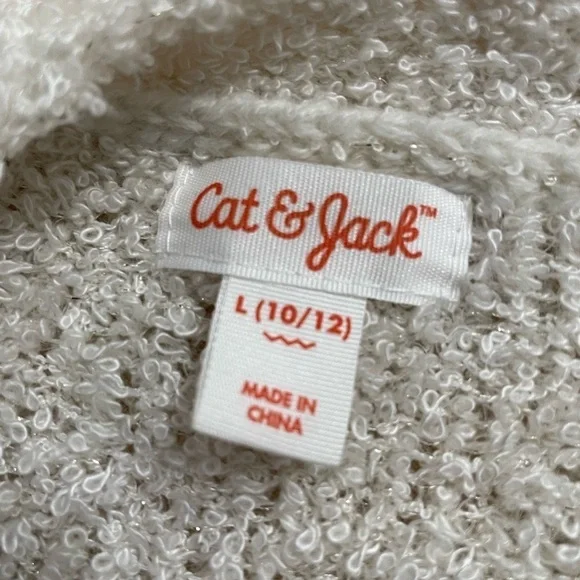 Cat & Jack™
L (10/12)
MADE IN
CHINA